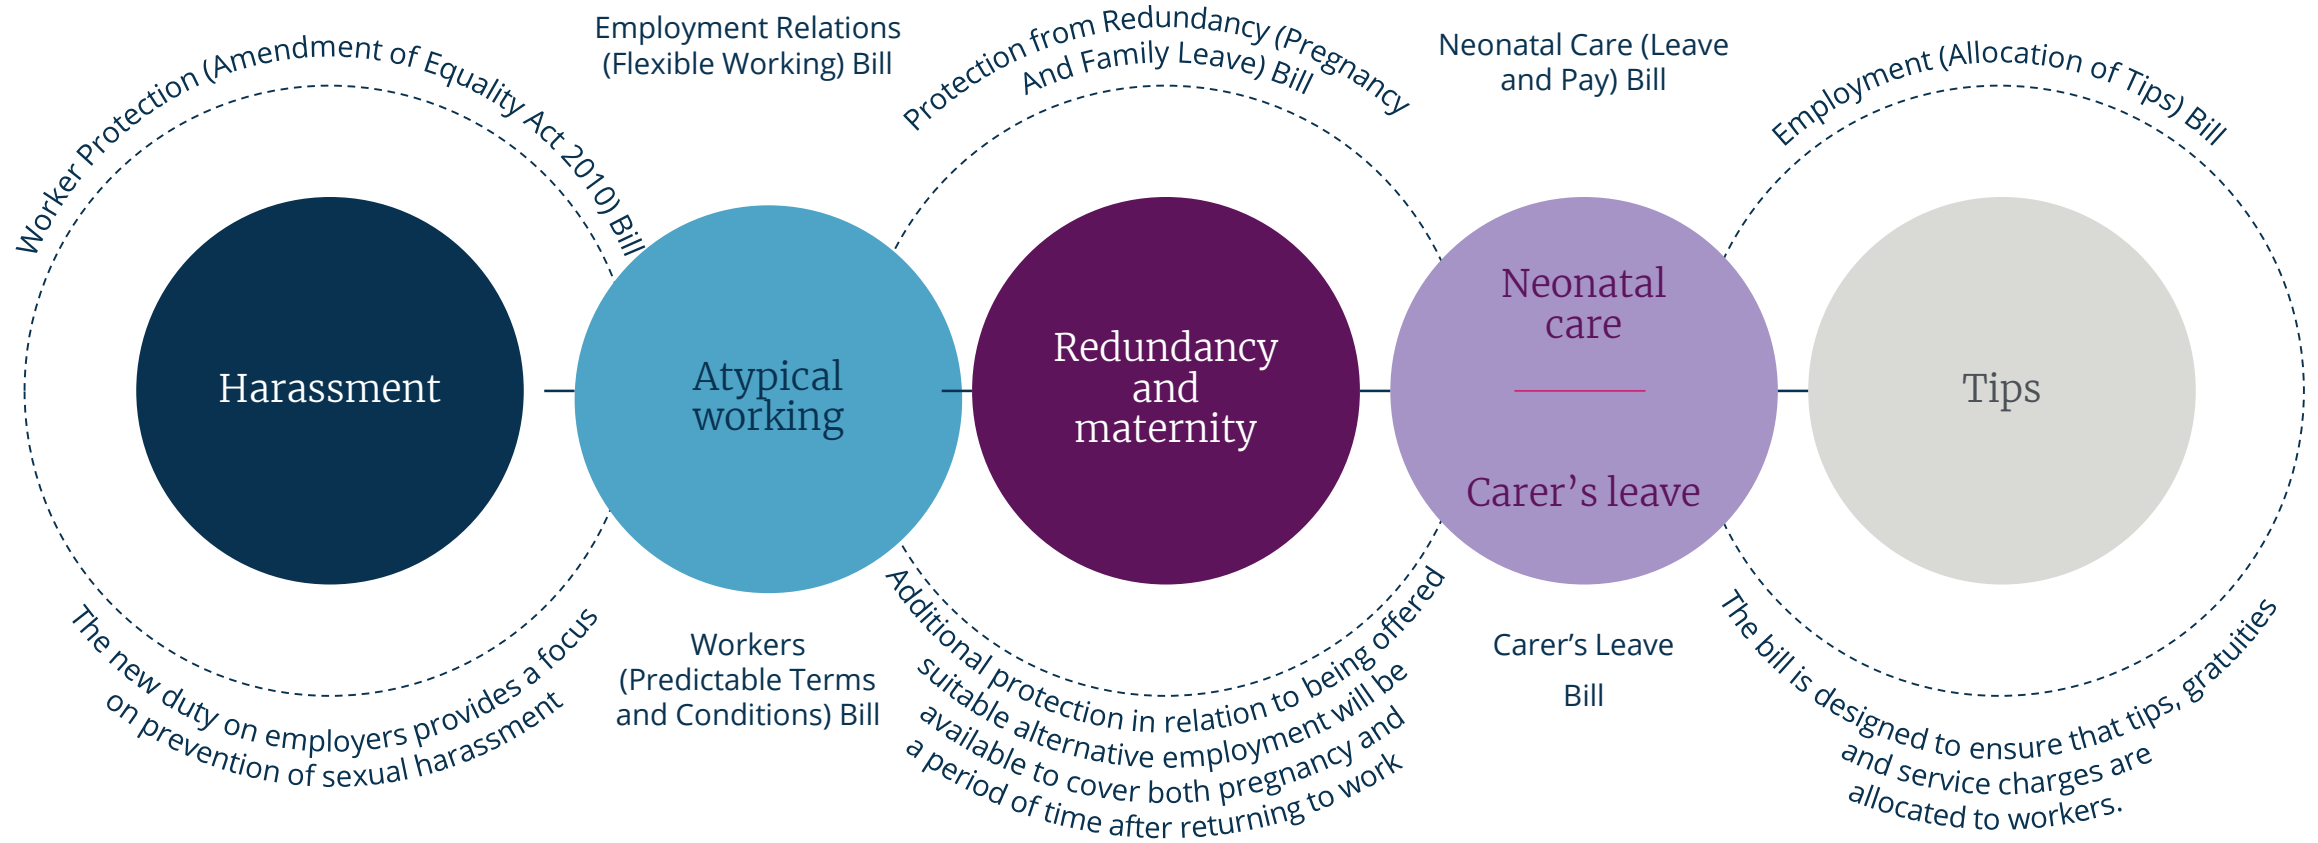 Worker Protection (Amendment of Equality Act 2010) Bill
Harassment
The new duty on employers provides a focus
on prevention of sexual harassment
Employment Relations
(Flexible Working) Bill
Atypical
working
Workers
(Predictable Terms
and Conditions) Bill
Protection from Redundancy (Pregnancy
And Family Leave) Bill
Redundancy
and
maternity
Additional protection in relation to being offered
suitable alternative employment will be
available to cover both pregnancy and
a period of time after returning to work
Neonatal Care (Leave
and Pay) Bill
Neonatal
care
Carer’s leave
Carer’s Leave
Bill
Employment (Allocation of Tips) Bill
Tips
The bill is designed to ensure that tips, gratuities
and service charges are
allocated to workers.